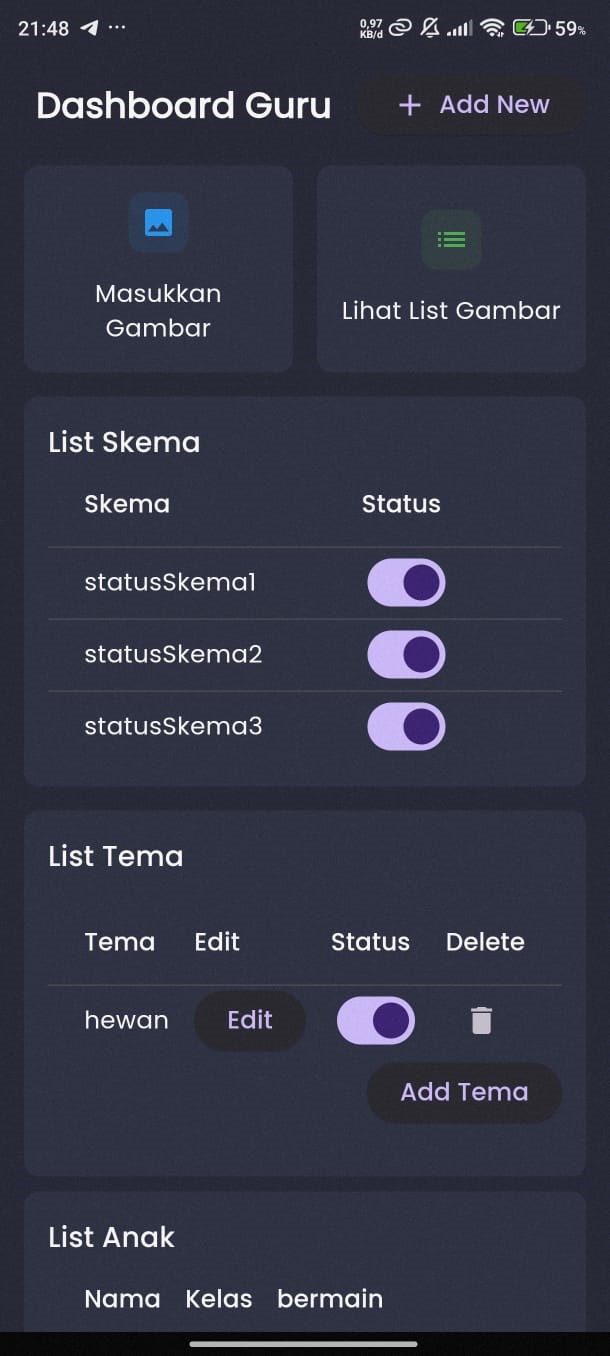 21:48 ... 0,97 KB/d 59%
Dashboard Guru
+ Add New
Masukkan
Gambar
Lihat List Gambar
List Skema
Skema Status
statusSkema1
statusSkema2
statusSkema3
List Tema
Tema Edit Status Delete
hewan Edit
Add Tema
List Anak
Nama Kelas bermain